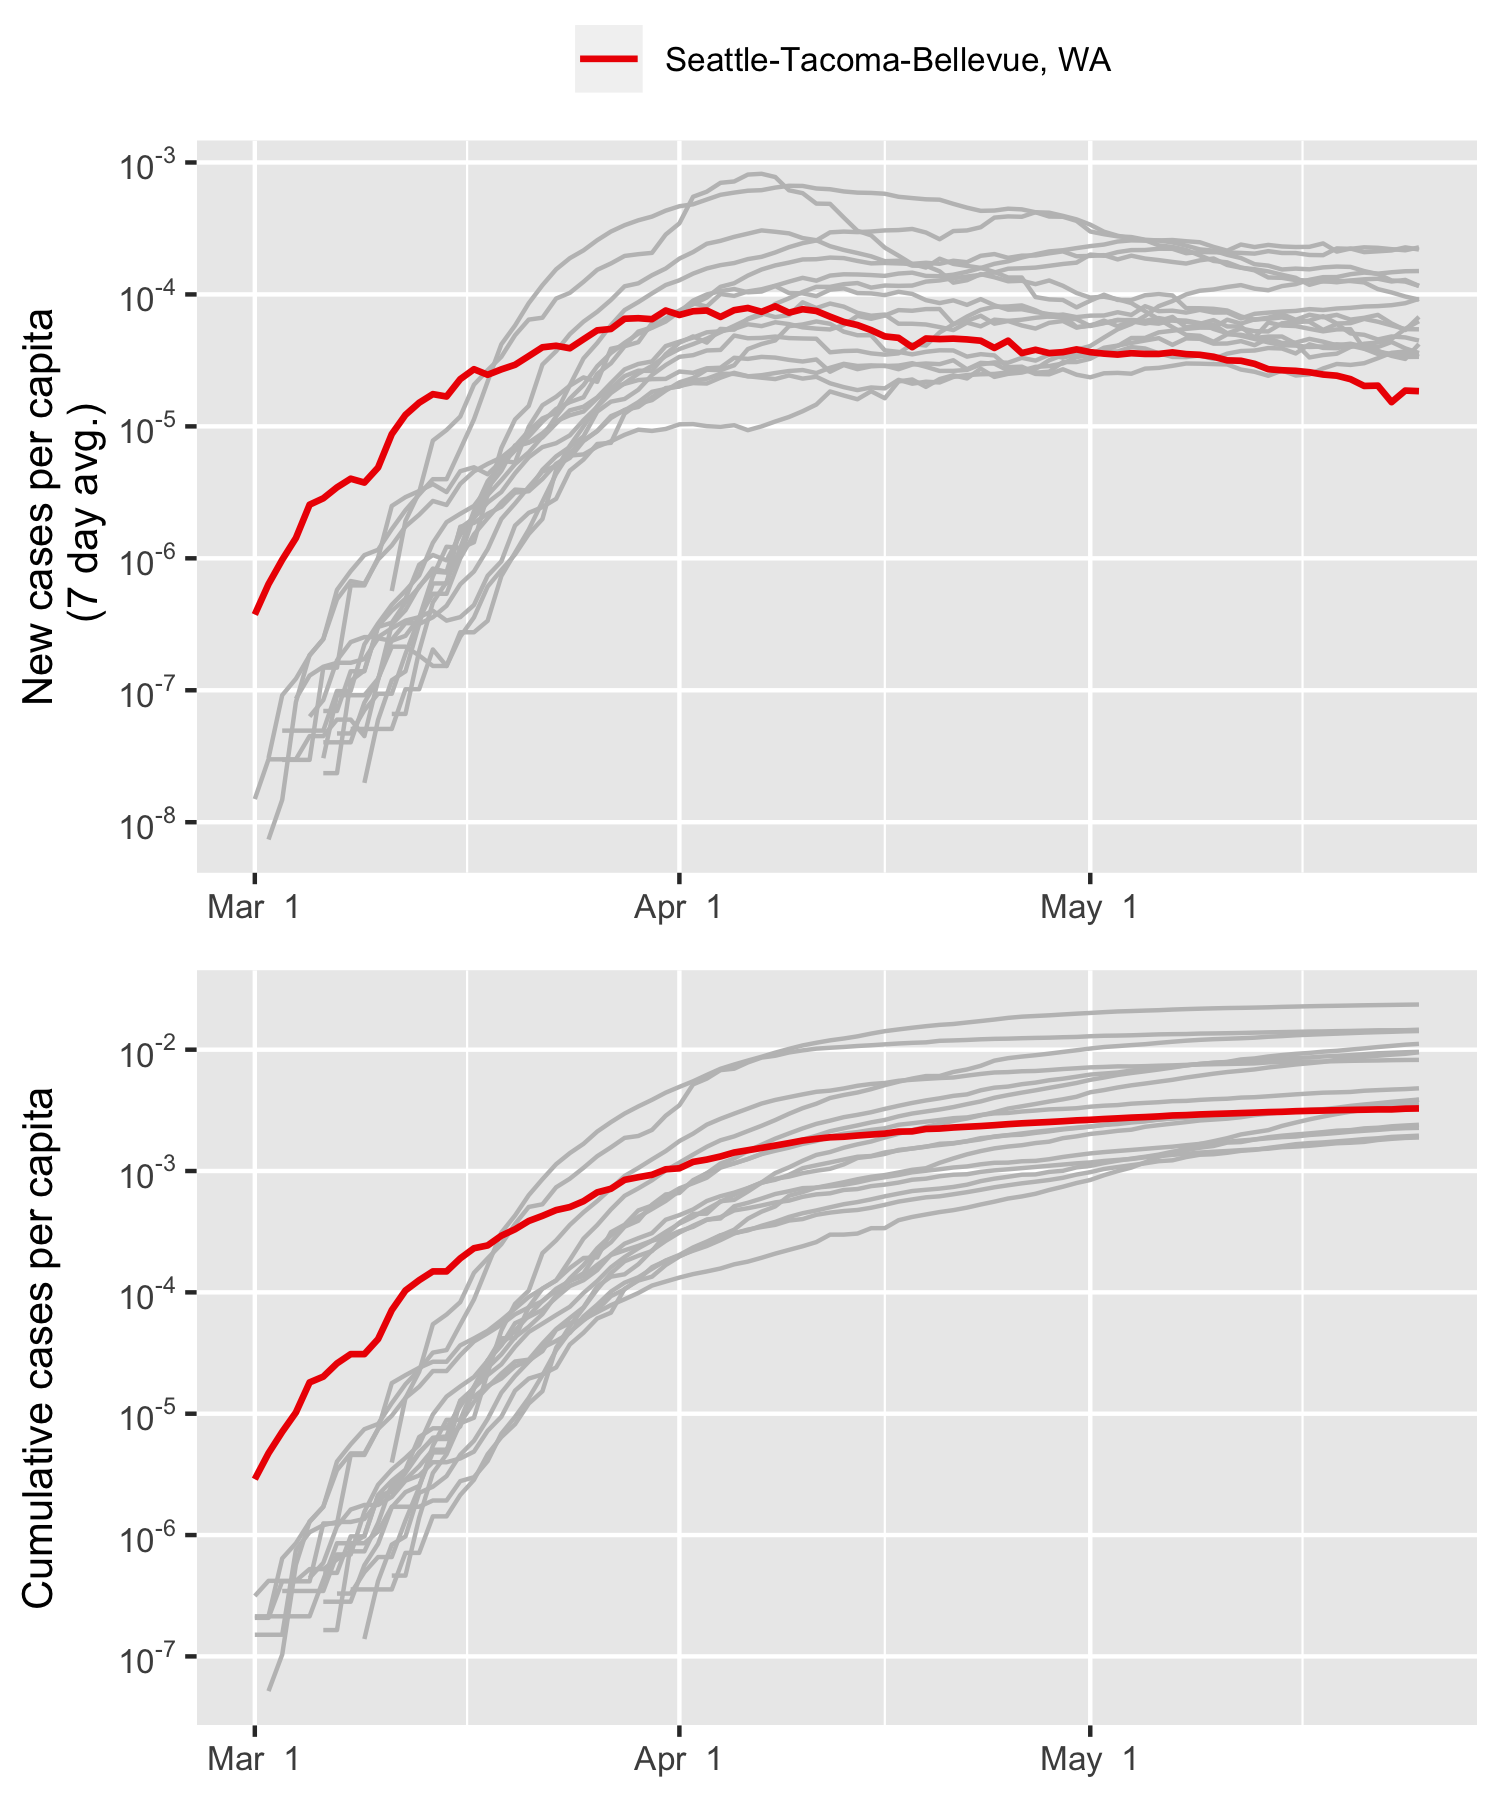 Seattle-Tacoma-Bellevue, WA
New cases per capita
(7 day avg.)
10-3
10-4
10-5
10-6
10-7
10-8
Mar 1 Apr 1 May 1
Cumulative cases per capita
10-2
10-3
10-4
10-5
10-6
10-7
Mar 1 Apr 1 May 1